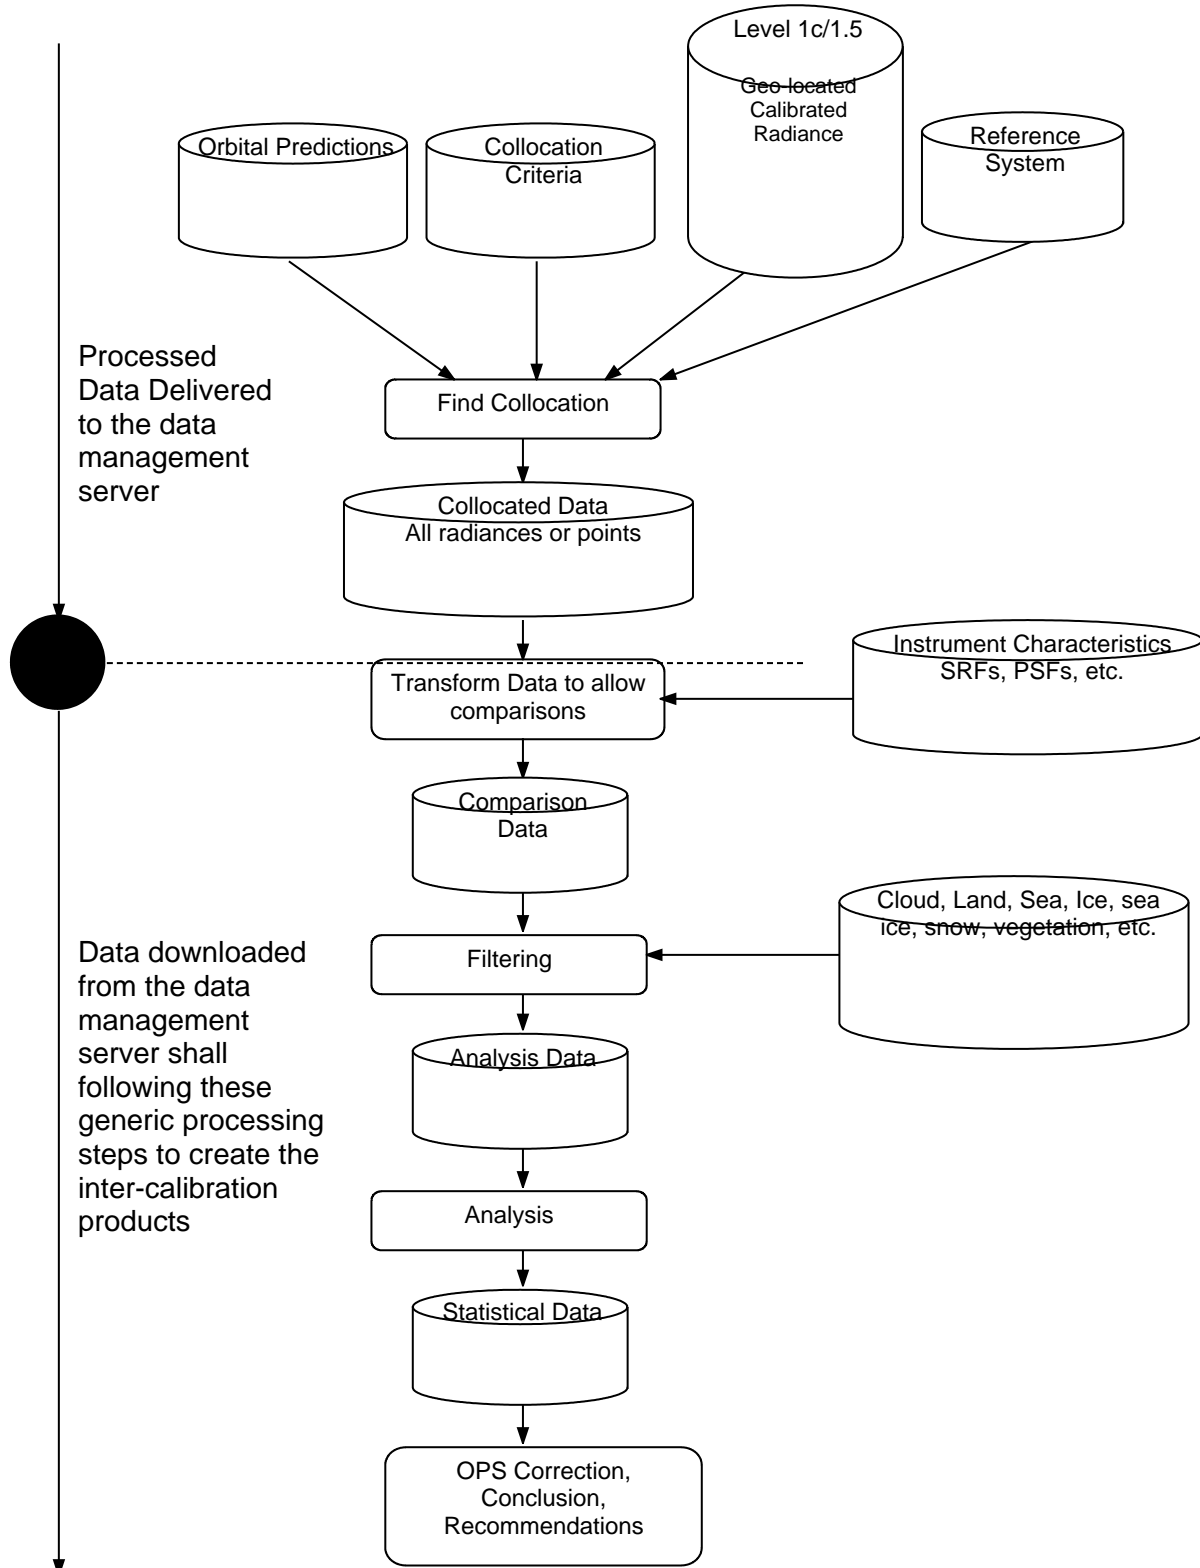 Level 1c/1.5
Geo-located
Calibrated
Radiance
Orbital Predictions
Collocation
Criteria
Reference
System
Processed
Data Delivered
to the data
management
server
Find Collocation
Collocated Data
All radiances or points
Instrument Characteristics
SRFs, PSFs, etc.
Transform Data to allow
comparisons
Comparison
Data
Cloud, Land, Sea, Ice, sea
ice, snow, vegetation, etc.
Filtering
Data downloaded
from the data
management
server shall
following these
generic processing
steps to create the
inter-calibration
products
Analysis Data
Analysis
Statistical Data
OPS Correction,
Conclusion,
Recommendations